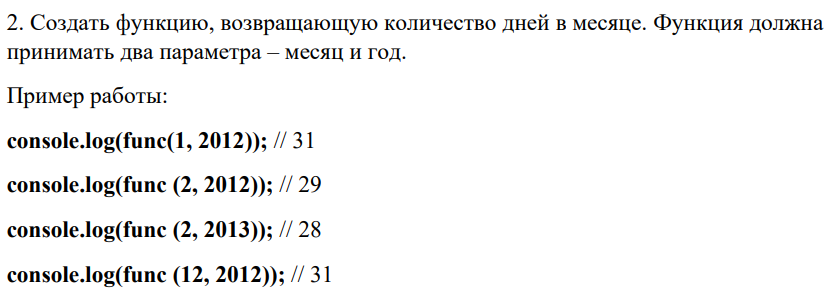 2. Создать функцию, возвращающую количество дней в месяце. Функция должна
принимать два параметра – месяц и год.
Пример работы:
console.log(func(1, 2012)); // 31
console.log(func (2, 2012)); // 29
console.log(func (2, 2013)); // 28
console.log(func (12, 2012)); // 31